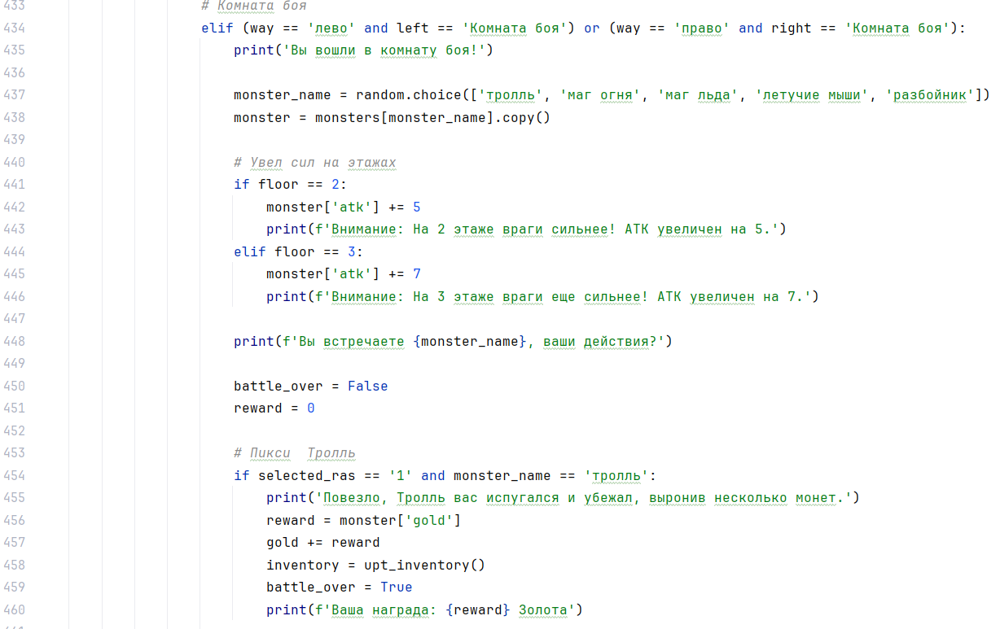 433 # Комната боя
434 elif (way == 'лево' and left == 'Комната боя') or (way == 'право' and right == 'Комната боя'):
435 print('Вы вошли в комнату боя!')
436
437 monster_name = random.choice(['тролль', 'маг огня', 'маг льда', 'летучие мыши', 'разбойник'])
438 monster = monsters[monster_name].copy()
439
440 # Увел сил на этажах
441 if floor == 2:
442 monster['atk'] += 5
443 print(f'Внимание: На 2 этаже враги сильнее! АТК увеличен на 5.')
444 elif floor == 3:
445 monster['atk'] += 7
446 print(f'Внимание: На 3 этаже враги еще сильнее! АТК увеличен на 7.')
447
448 print(f'Вы встречаете {monster_name}, ваши действия?')
449
450 battle_over = False
451 reward = 0
452
453 # Пикси  Тролль
454 if selected_ras == '1' and monster_name == 'тролль':
455 print('Повезло, Тролль вас испугался и убежал, выронив несколько монет.')
456 reward = monster['gold']
457 gold += reward
458 inventory = upt_inventory()
459 battle_over = True
460 print(f'Ваша награда: {reward} Золота')